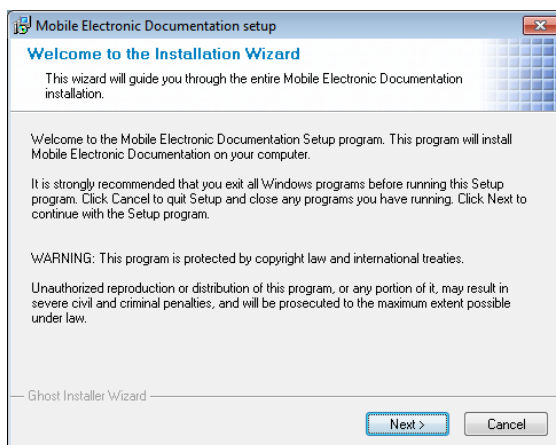 Mobile Electronic Documentation setup
Welcome to the Installation Wizard
This wizard will guide you through the entire Mobile Electronic Documentation
installation.
Welcome to the Mobile Electronic Documentation Setup program. This program will install
Mobile Electronic Documentation on your computer.
It is strongly recommended that you exit all Windows programs before running this Setup
program. Click Cancel to quit Setup and close any programs you have running. Click Next to
continue with the Setup program.
WARNING: This program is protected by copyright law and international treaties.
Unauthorized reproduction or distribution of this program, or any portion of it, may result in
severe civil and criminal penalties, and will be prosecuted to the maximum extent possible
under law.
Ghost Installer Wizard
Next > Cancel